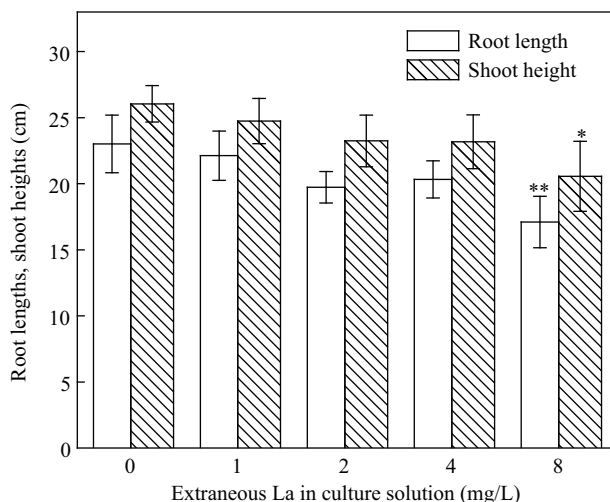 30
25
20
15
10
5
0
Root lengths, shoot heights (cm)
Root length
Shoot height
**
*
0 1 2 4 8
Extraneous La in culture solution (mg/L)